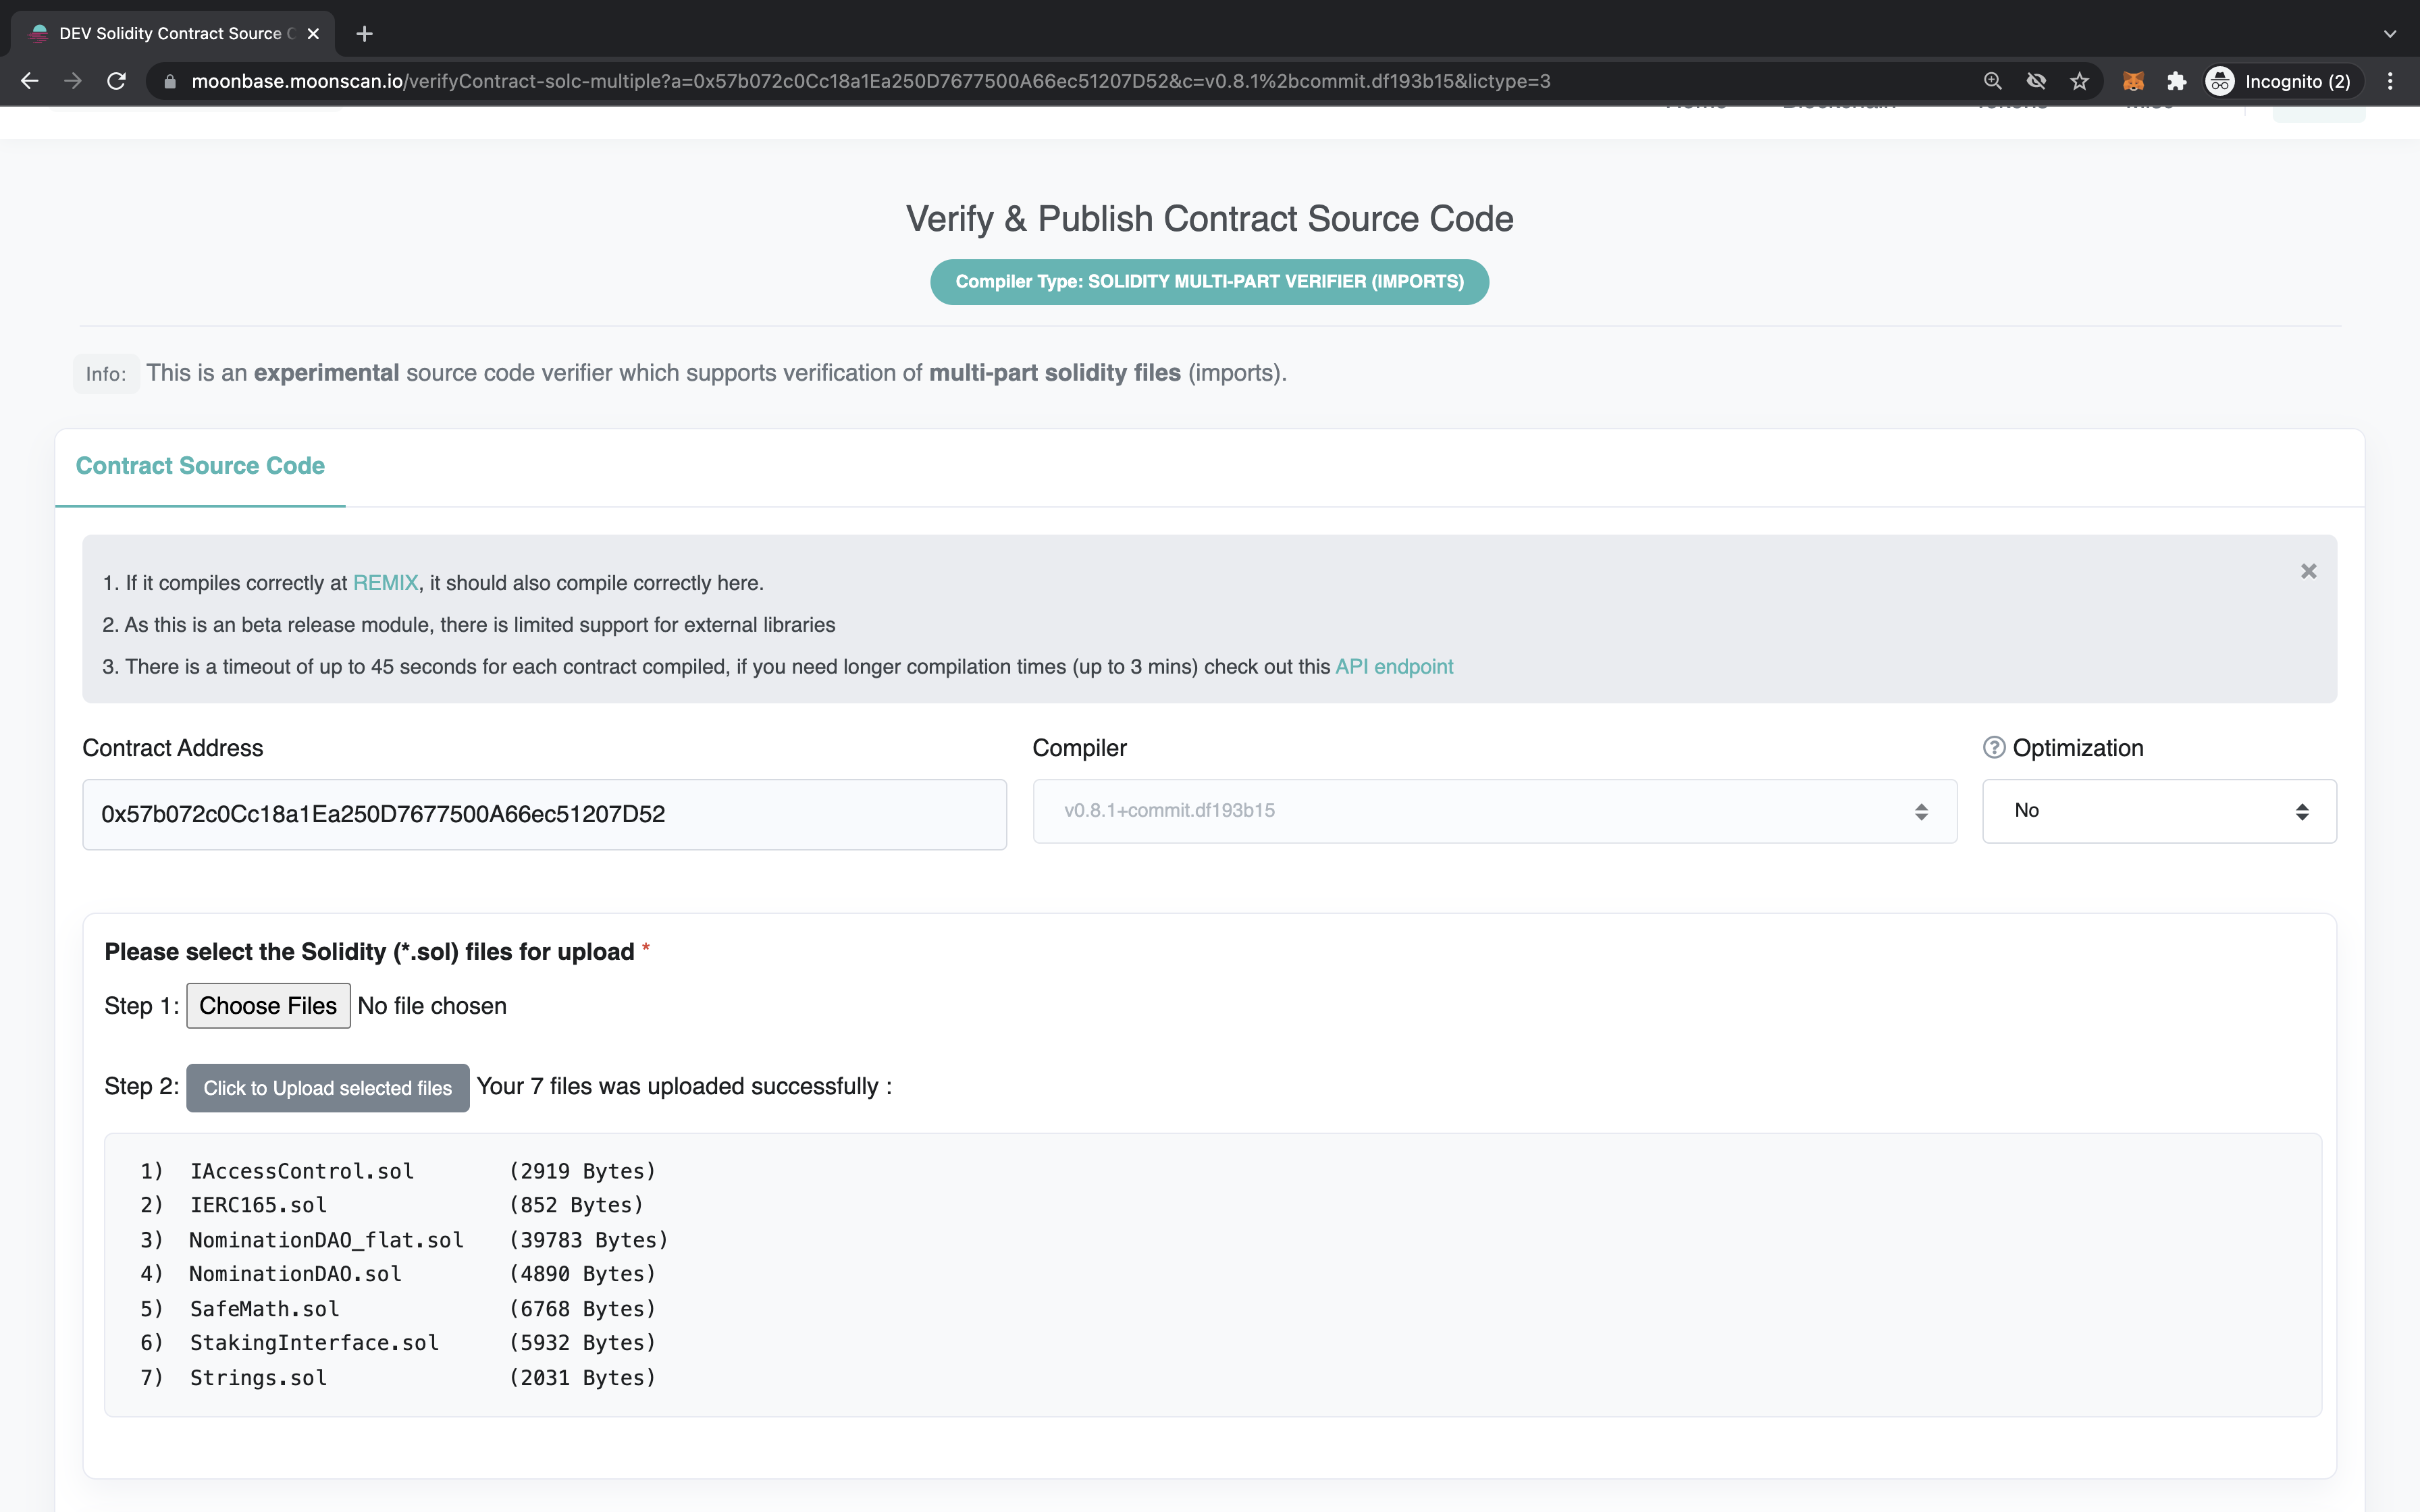 DEV Solidity Contract Source C
moonbase.moonscan.io/verifyContract-solc-multiple?a=0x57b072c0Cc18a1Ea250D7677500A66ec51207D52&c=v0.8.1%2bcommit.df193b15&lictype=3
Incognito (2)
Verify & Publish Contract Source Code
Compiler Type: SOLIDITY MULTI-PART VERIFIER (IMPORTS)
Info: This is an experimental source code verifier which supports verification of multi-part solidity files (imports).
Contract Source Code
1. If it compiles correctly at REMIX, it should also compile correctly here.
2. As this is an beta release module, there is limited support for external libraries
3. There is a timeout of up to 45 seconds for each contract compiled, if you need longer compilation times (up to 3 mins) check out this API endpoint
Contract Address
Compiler
Optimization
0x57b072c0Cc18a1Ea250D7677500A66ec51207D52
v0.8.1+commit.df193b15
No
Please select the Solidity (*.sol) files for upload *
Step 1: Choose Files No file chosen
Step 2: Click to Upload selected files Your 7 files was uploaded successfully :
1) IAccessControl.sol (2919 Bytes)
2) IERC165.sol (852 Bytes)
3) NominationDAO_flat.sol (39783 Bytes)
4) NominationDAO.sol (4890 Bytes)
5) SafeMath.sol (6768 Bytes)
6) StakingInterface.sol (5932 Bytes)
7) Strings.sol (2031 Bytes)